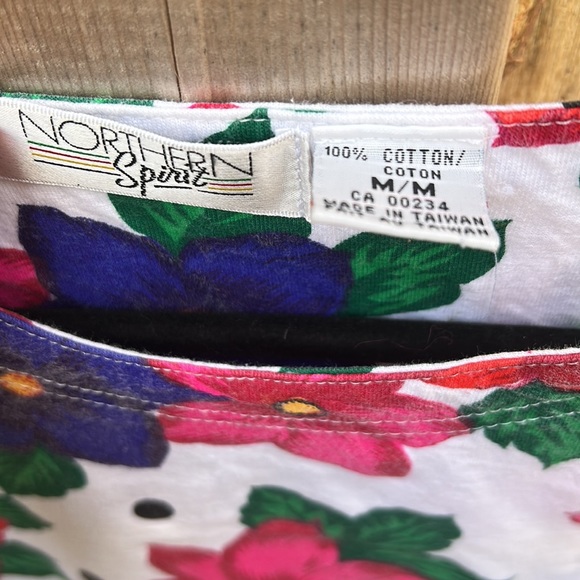 NORTHERN
Spirit
100% COTTON/
COTON
M/M
CA 00234
MADE IN TAIWAN